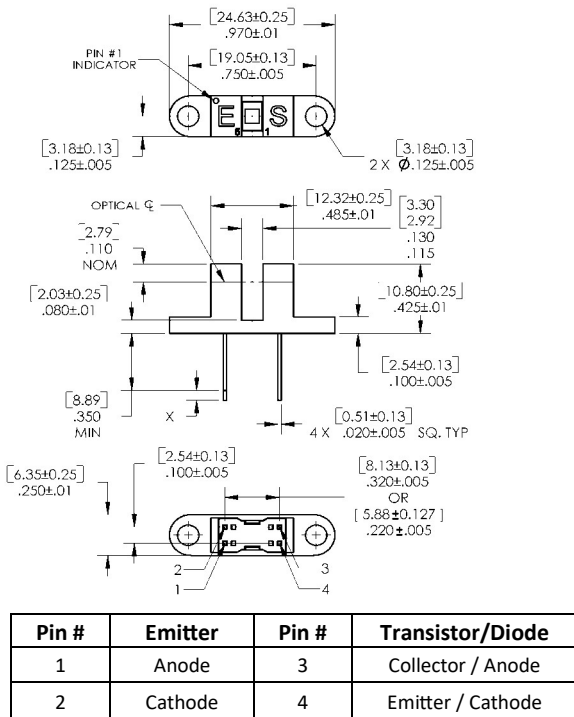 [24.63±0.25]
.970±.01
PIN #1
INDICATOR
[19.05±0.13]
.750±.005
E S
6 1
[3.18±0.13]
.125±.005
[3.18±0.13]
2 X Ø.125±.005
OPTICAL ℄
[12.32±0.25]
.485±.01
[3.30
2.92]
.130
.115
[2.79]
.110
NOM
[2.03±0.25]
.080±.01
[10.80±0.25]
.425±.01
[2.54±0.13]
.100±.005
[8.89]
.350
MIN
X
[0.51±0.13]
4 X .020±.005 SQ. TYP
[2.54±0.13]
.100±.005
[6.35±0.25]
.250±.01
[8.13±0.13]
.320±.005
OR
[5.88±0.127]
.220±.005
2
1
3
4
Pin # Emitter Pin # Transistor/Diode
1 Anode 3 Collector / Anode
2 Cathode 4 Emitter / Cathode